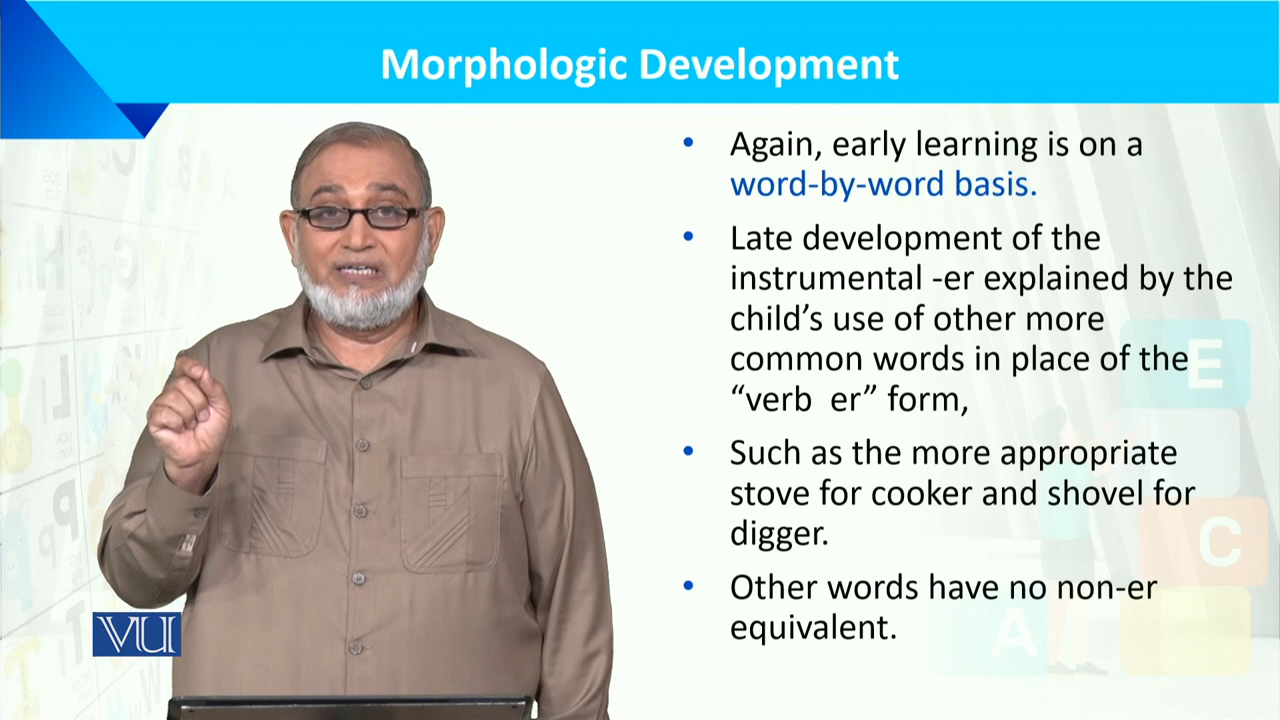 Morphologic Development
• Again, early learning is on a
word-by-word basis.
• Late development of the
instrumental -er explained by the
child’s use of other more
common words in place of the
“verb  er” form,
• Such as the more appropriate
stove for cooker and shovel for
digger.
• Other words have no non-er
equivalent.
VU
E
C
A